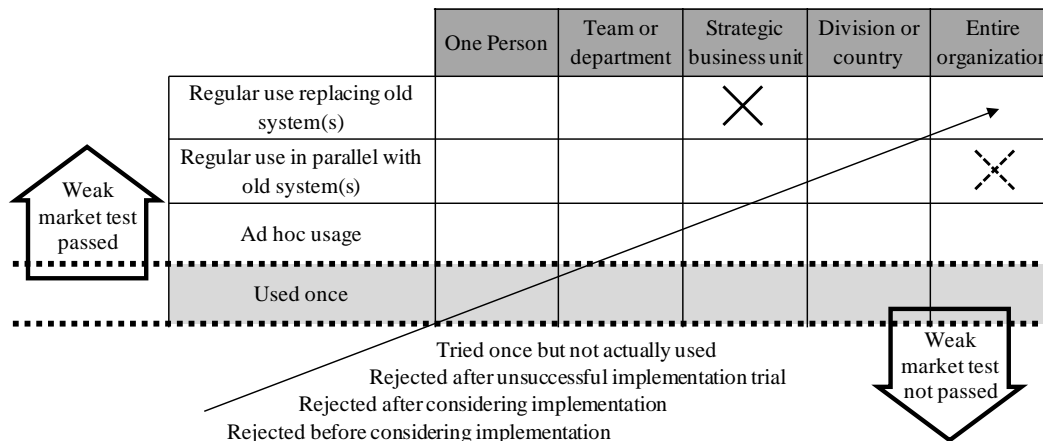 One Person
Team or
department
Strategic
business unit
Division or
country
Entire
organization
Regular use replacing old
system(s)
Regular use in parallel with
old system(s)
Ad hoc usage
Used once
Weak
market test
passed
Tried once but not actually used
Rejected after unsuccessful implementation trial
Rejected after considering implementation
Rejected before considering implementation
Weak
market test
not passed